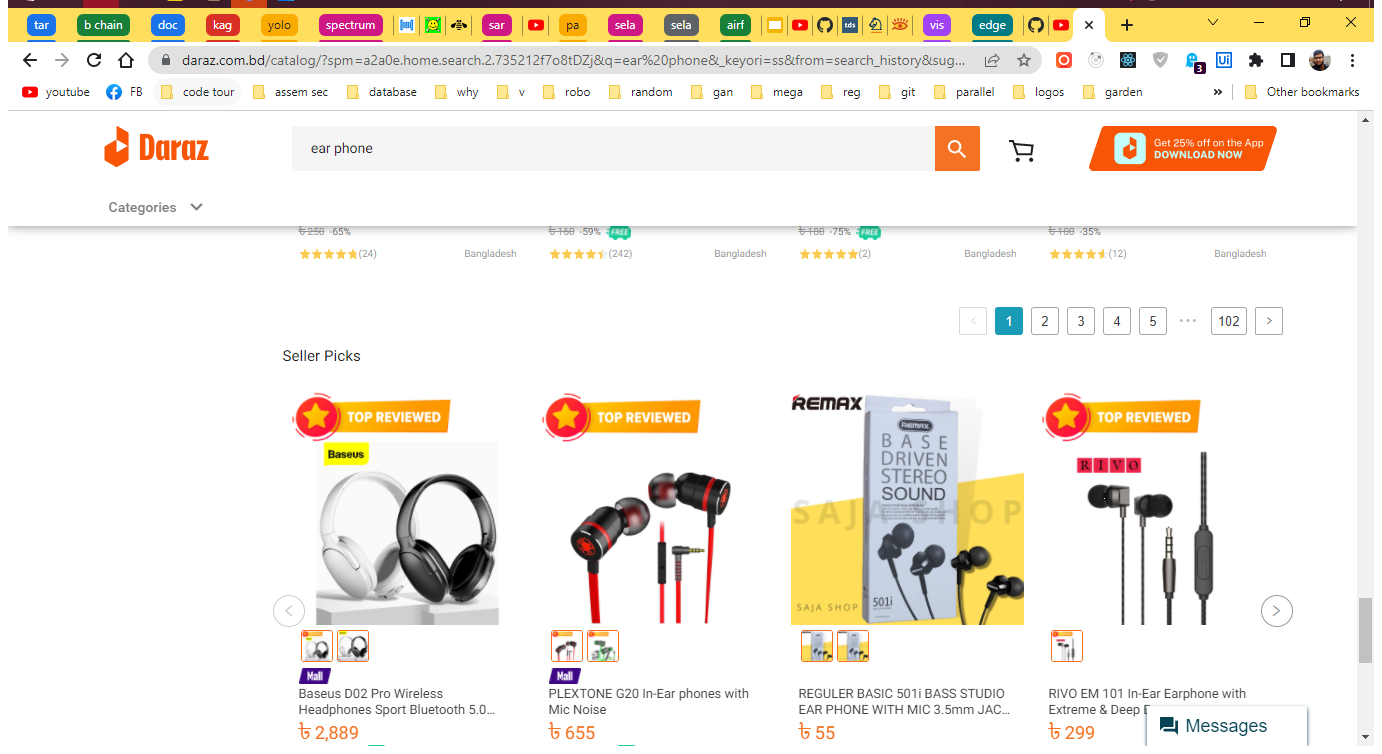 tar
b chain
doc
kag
yolo
spectrum
sar
pa
sela
sela
airf
tds
vis
edge
daraz.com.bd/catalog/?spm=a2a0e.home.search.2.735212f7o8tDZj&q=ear%20phone&_keyori=ss&from=search_history&sug...
Ui
3
youtube
FB
code tour
assem sec
database
why
v
robo
random
gan
mega
reg
git
parallel
logos
garden
»
Other bookmarks
Daraz
ear phone
Get 25% off on the App
DOWNLOAD NOW
Categories
৳ 250 -65%
৳ 160 -59% FREE
৳ 180 -75% FREE
৳ 100 -35%
(24) Bangladesh
(242) Bangladesh
(2) Bangladesh
(12) Bangladesh
< 1 2 3 4 5 ••• 102 >
Seller Picks
TOP REVIEWED
Baseus
Mall
Baseus D02 Pro Wireless
Headphones Sport Bluetooth 5.0...
৳ 2,889
TOP REVIEWED
Mall
PLEXTONE G20 In-Ear phones with
Mic Noise
৳ 655
REMAX
REMAX
BASE
DRIVEN
STEREO
SOUND
SAJA SHOP
SAJA SHOP
501i
REGULER BASIC 501i BASS STUDIO
EAR PHONE WITH MIC 3.5mm JAC...
৳ 55
TOP REVIEWED
RIVO
RIVO EM 101 In-Ear Earphone with
Extreme & Deep
৳ 299
Messages